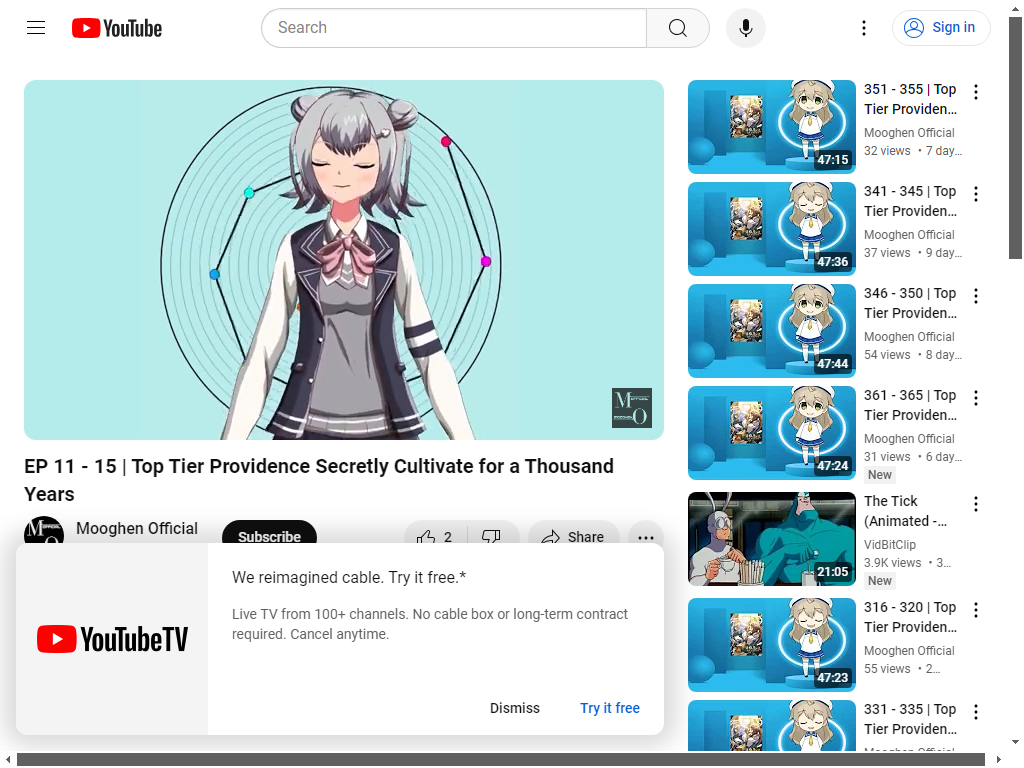 YouTube
Search
Sign in
EP 11 - 15 | Top Tier Providence Secretly Cultivate for a Thousand
Years
Mooghen Official
Subscribe
2
Share
YouTubeTV
We reimagined cable. Try it free.*
Live TV from 100+ channels. No cable box or long-term contract
required. Cancel anytime.
Dismiss
Try it free
47:15
351 - 355 | Top
Tier Providen...
Mooghen Official
32 views • 7 day...
47:36
341 - 345 | Top
Tier Providen...
Mooghen Official
37 views • 9 day...
47:44
346 - 350 | Top
Tier Providen...
Mooghen Official
54 views • 8 day...
47:24
361 - 365 | Top
Tier Providen...
Mooghen Official
31 views • 6 day...
New
21:05
The Tick
(Animated -...
VidBitClip
3.9K views • 3...
New
47:23
316 - 320 | Top
Tier Providen...
Mooghen Official
55 views • 2...
331 - 335 | Top
Tier Providen...
Mooghen Official